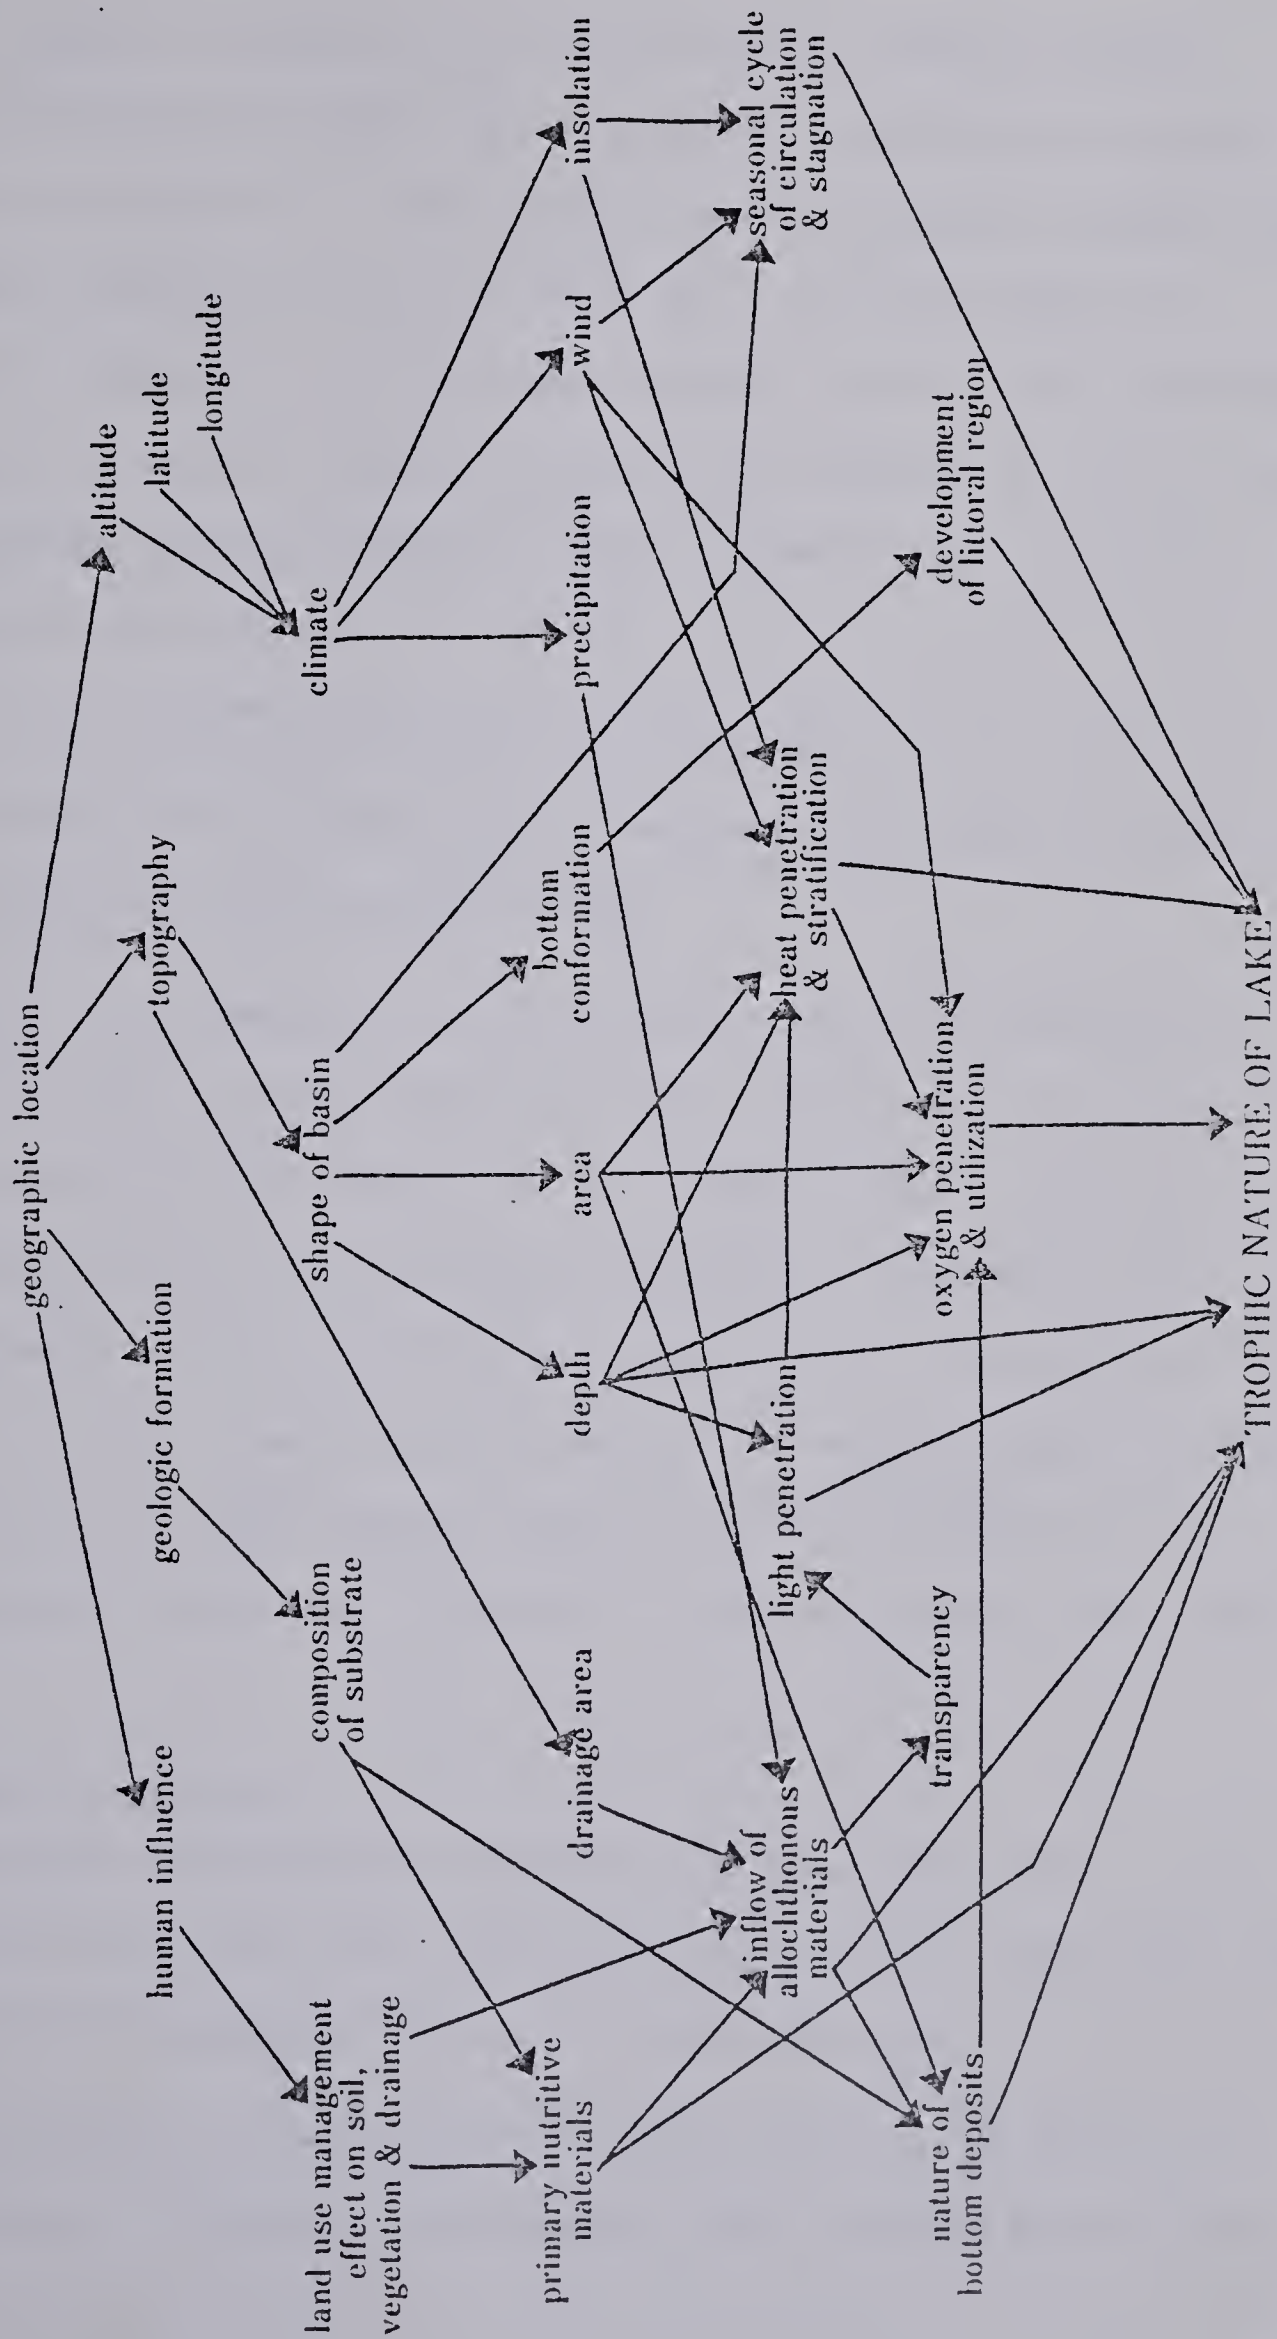 geographic location
human influence
geologic formation
topography
altitude
latitude
longitude
land use management
effect on soil,
vegetation & drainage
composition
of substrate
shape of basin
climate
primary nutritive
materials
drainage area
depth
area
bottom
conformation
precipitation
wind
insolation
inflow of
allochthonous
materials
light penetration
heat penetration
& stratification
seasonal cycle
of circulation
& stagnation
nature of
bottom deposits
transparency
oxygen penetration
& utilization
development
of littoral region
TROPHIC NATURE OF LAKE